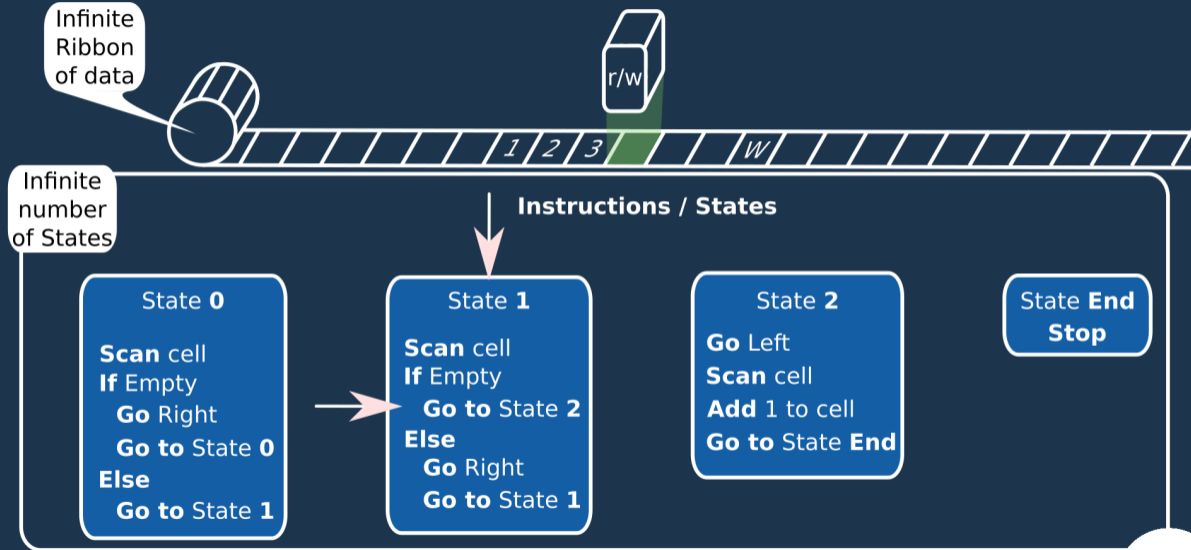 Infinite
Ribbon
of data
r/w
1 2 3 W
Infinite
number
of States
Instructions / States
State 0
Scan cell
If Empty
Go Right
Go to State 0
Else
Go to State 1
State 1
Scan cell
If Empty
Go to State 2
Else
Go Right
Go to State 1
State 2
Go Left
Scan cell
Add 1 to cell
Go to State End
State End
Stop